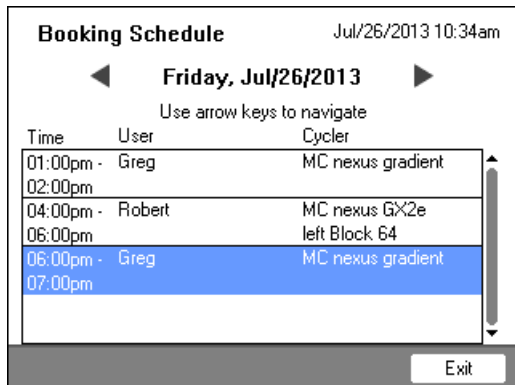 Booking Schedule Jul/26/2013 10:34am
Friday, Jul/26/2013
Use arrow keys to navigate
Time User Cycler
01:00pm - Greg MC nexus gradient
02:00pm
04:00pm - Robert MC nexus GX2e
06:00pm left Block 64
06:00pm - Greg MC nexus gradient
07:00pm
Exit